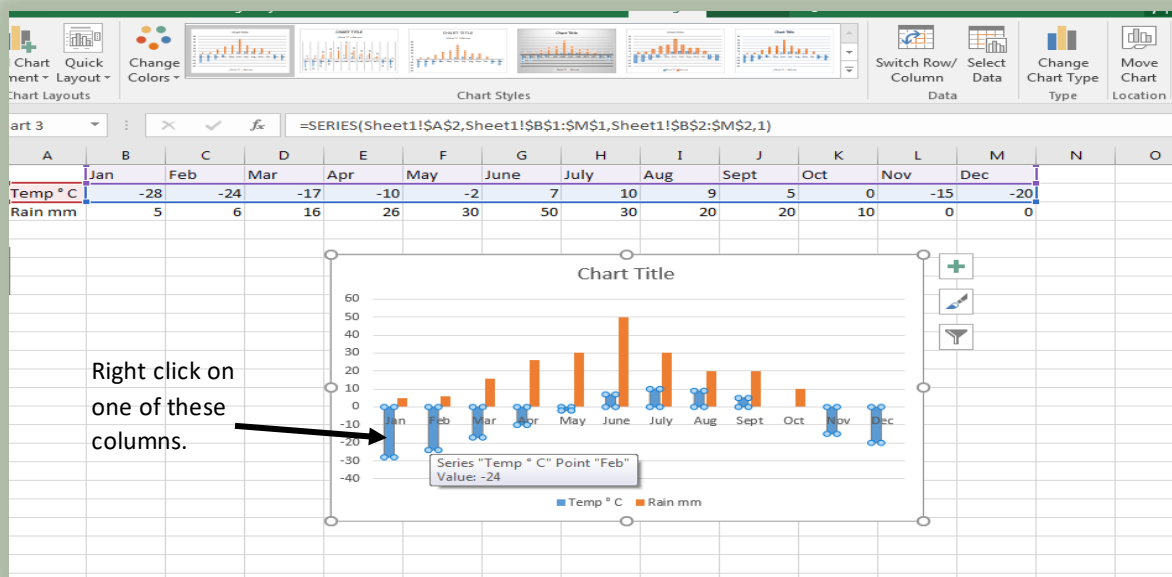 Chart Quick Change
ment Layout Colors
Chart Layouts
Chart Styles
Switch Row/ Select Change Move
Column Data Chart Type Chart
Data Type Location
art 3 fx =SERIES(Sheet1!$A$2,Sheet1!$B$1:$M$1,Sheet1!$B$2:$M$2,1)
A B C D E F G H I J K L M N O
Jan Feb Mar Apr May June July Aug Sept Oct Nov Dec
Temp ° C -28 -24 -17 -10 -2 7 10 9 5 0 -15 -20
Rain mm 5 6 16 26 30 50 30 20 20 10 0 0
Chart Title
60
50
40
30
20
10
0
-10
-20
-30
-40
Jan Feb Mar Apr May June July Aug Sept Oct Nov Dec
Series "Temp ° C" Point "Feb"
Value: -24
Temp ° C Rain mm
Right click on
one of these
columns.